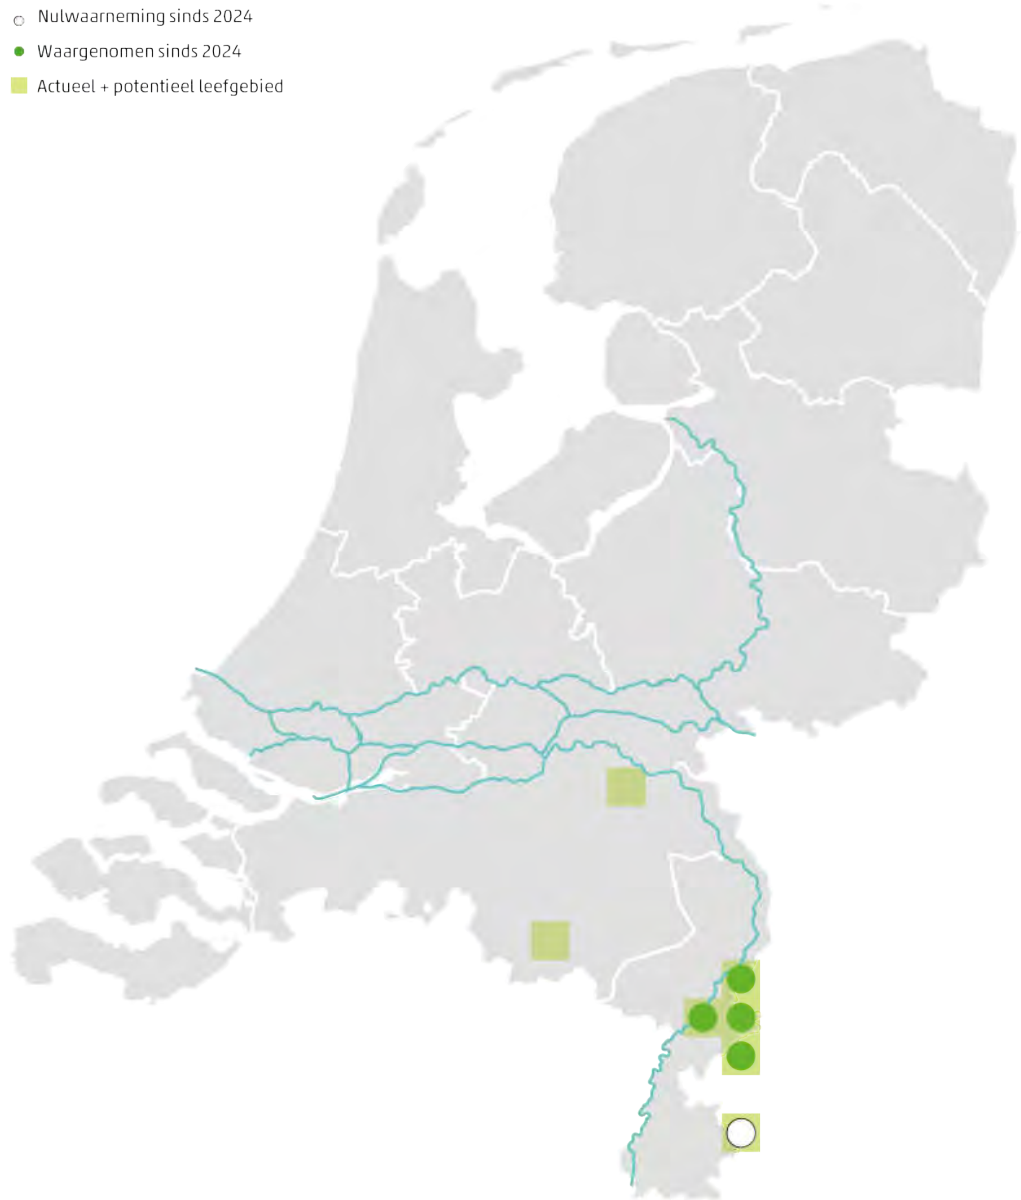 Nulwaarneming sinds 2024
Waargenomen sinds 2024
Actueel + potentieel leefgebied